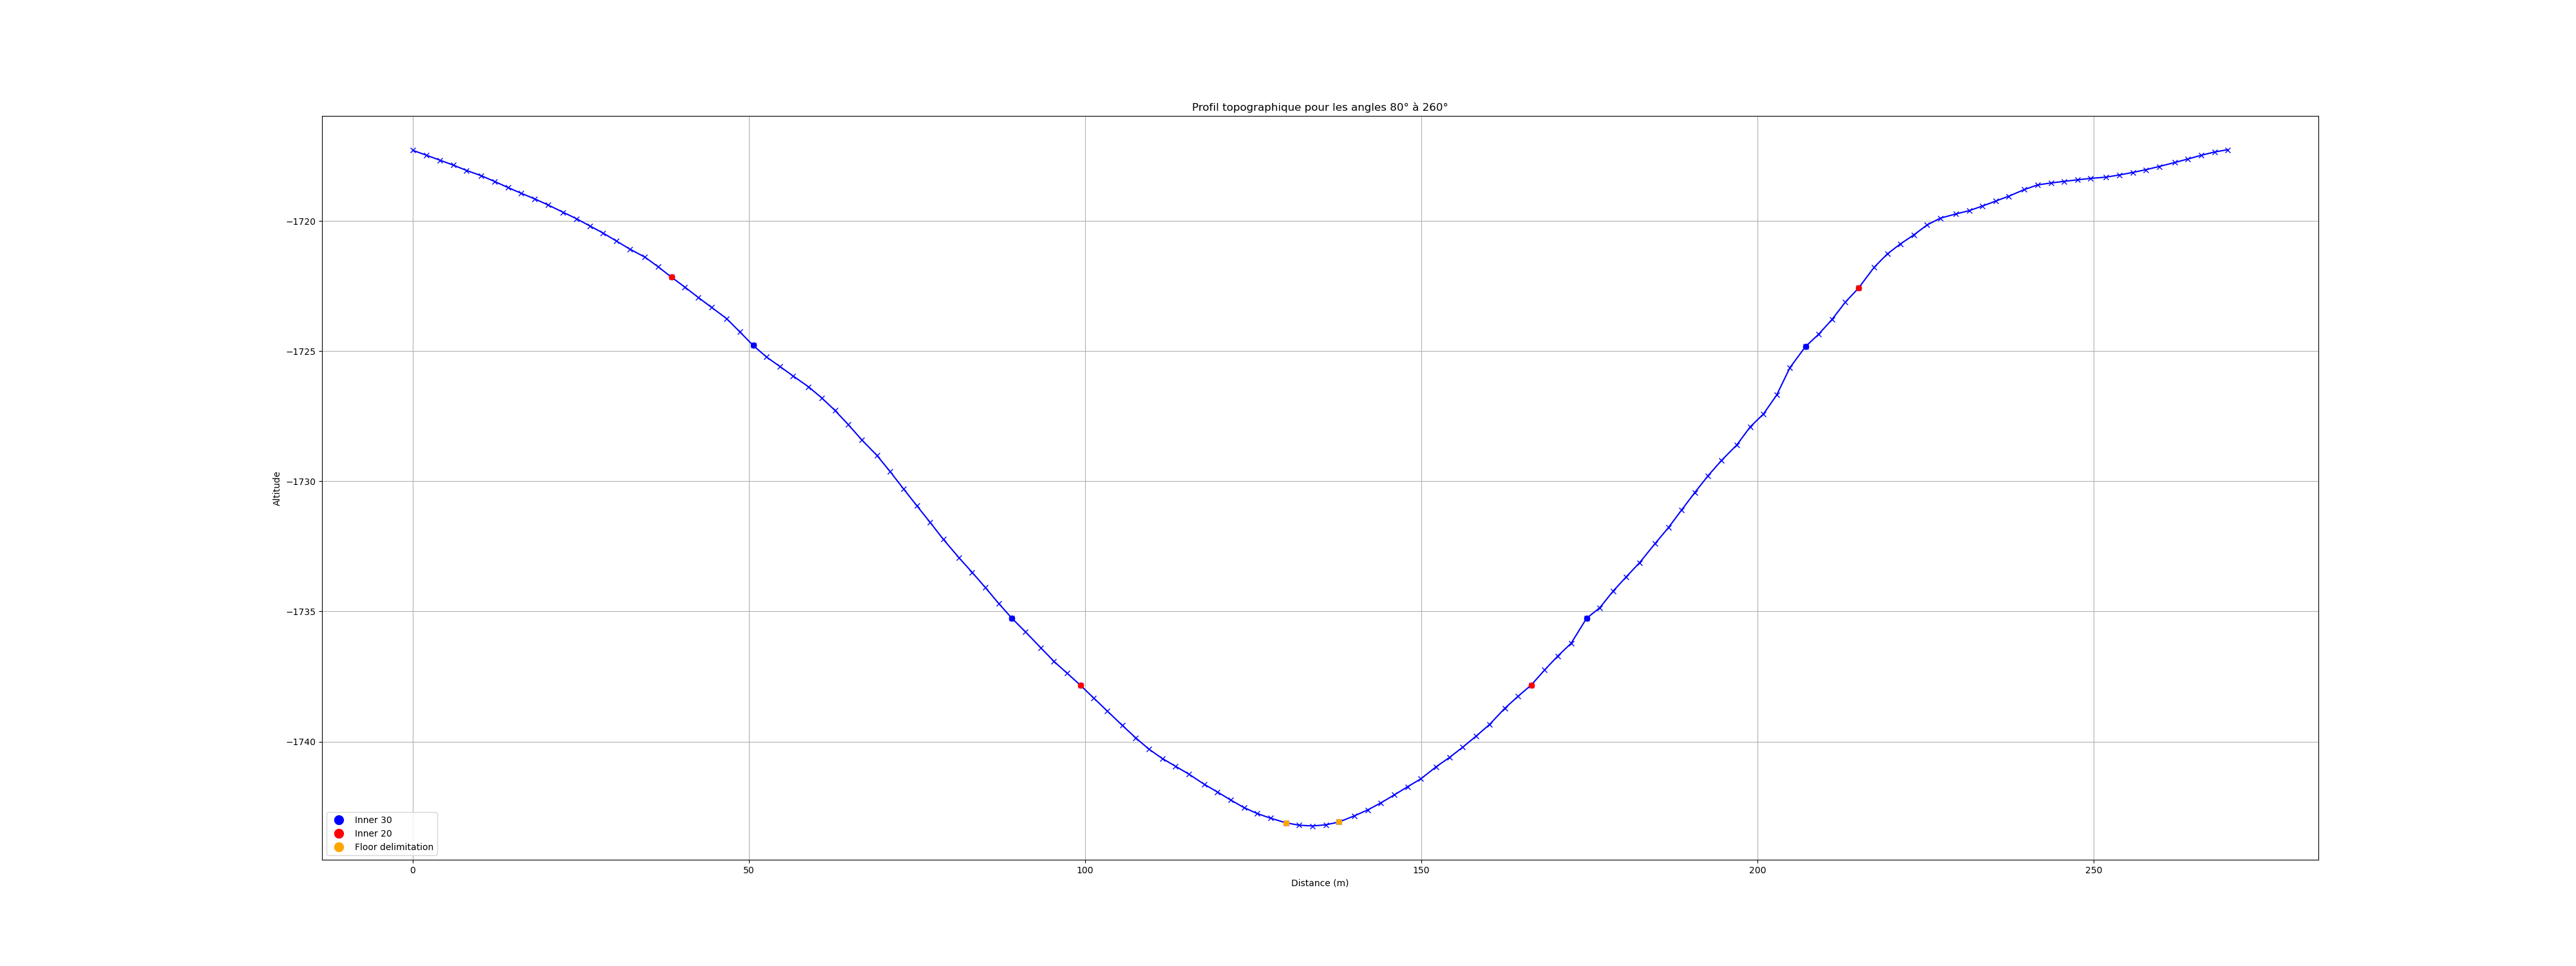 Profil topographique pour les angles 80° à 260°
Altitude
−1720
−1725
−1730
−1735
−1740
Inner 30
Inner 20
Floor delimitation
0 50 100 150 200 250
Distance (m)